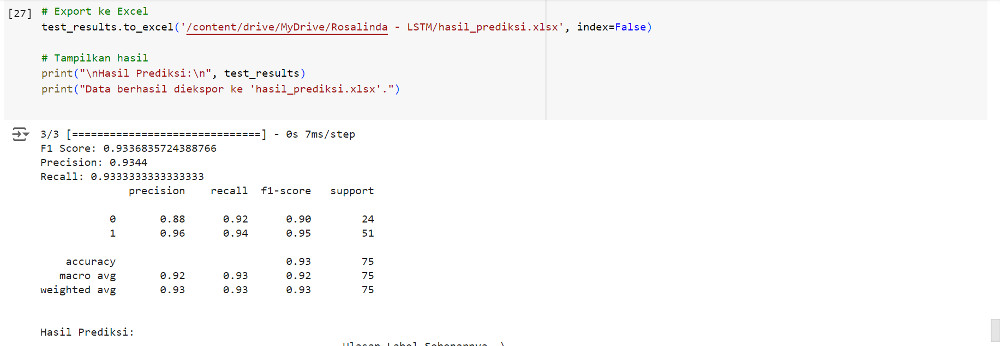 [27] # Export ke Excel
test_results.to_excel('/content/drive/MyDrive/Rosalinda - LSTM/hasil_prediksi.xlsx', index=False)
# Tampilkan hasil
print("\nHasil Prediksi:\n", test_results)
print("Data berhasil diekspor ke 'hasil_prediksi.xlsx'.")
3/3 [==============================] - 0s 7ms/step
F1 Score: 0.9336835724388766
Precision: 0.9344
Recall: 0.9333333333333333
precision recall f1-score support
0 0.88 0.92 0.90 24
1 0.96 0.94 0.95 51
accuracy 0.93 75
macro avg 0.92 0.93 0.92 75
weighted avg 0.93 0.93 0.93 75
Hasil Prediksi:
Ulasan Label Sebenarnya \